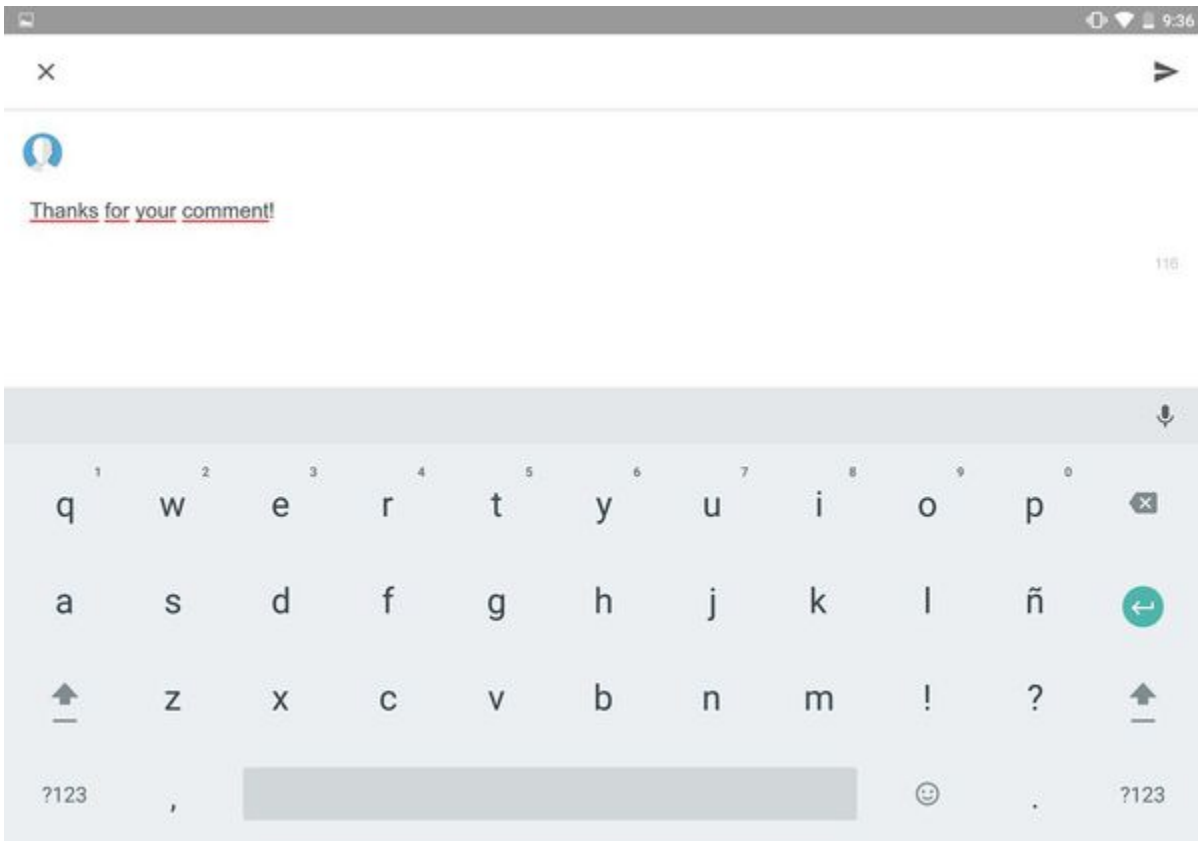 9:36
Thanks for your comment!
116
1 2 3 4 5 6 7 8 9 0
q w e r t y u i o p
a s d f g h j k l ñ
z x c v b n m ! ?
?123 , . ?123